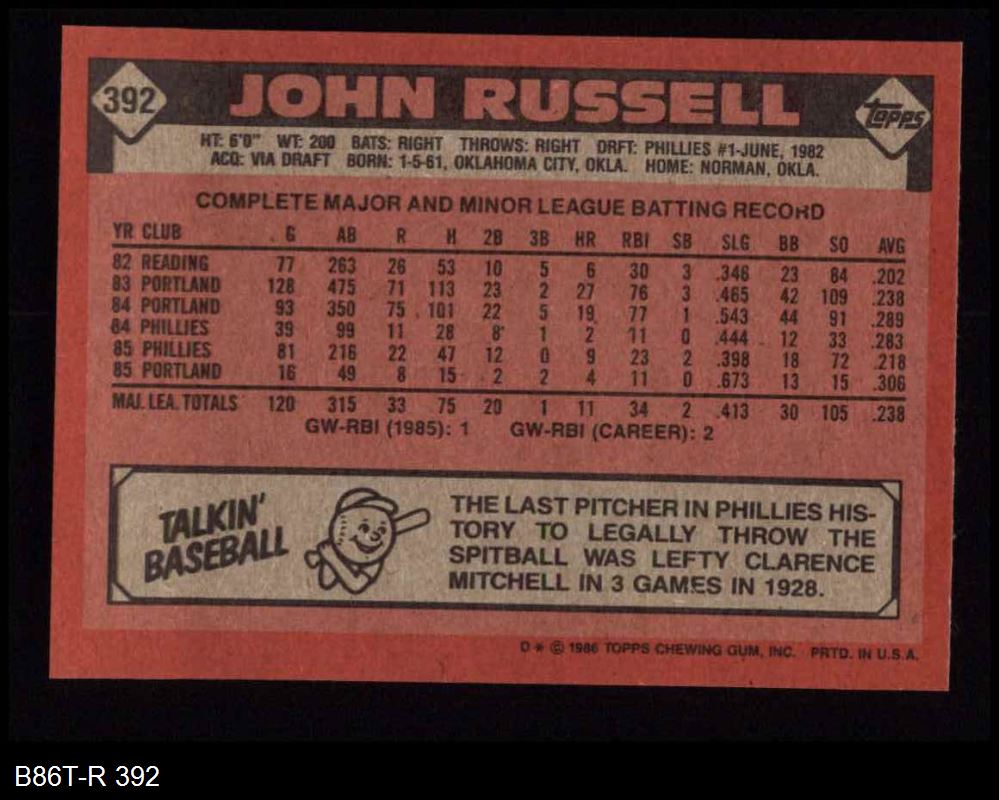 392
JOHN RUSSELL
Topps
HT: 6'0" WT: 200 BATS: RIGHT THROWS: RIGHT DRFT: PHILLIES #1-JUNE, 1982
ACQ: VIA DRAFT BORN: 1-5-61, OKLAHOMA CITY, OKLA. HOME: NORMAN, OKLA.
COMPLETE MAJOR AND MINOR LEAGUE BATTING RECORD
YR CLUB G AB R H 2B 3B HR RBI SB SLG BB SO AVG
82 READING 77 263 26 53 10 5 6 30 3 .346 23 84 .202
83 PORTLAND 128 475 71 113 23 2 27 76 3 .465 42 109 .238
84 PORTLAND 93 350 75 101 22 5 19 77 1 .543 44 91 .289
84 PHILLIES 39 99 11 28 8 1 2 11 0 .444 12 33 .283
85 PHILLIES 81 216 22 47 12 0 9 23 2 .398 18 72 .218
85 PORTLAND 16 49 8 15 2 2 4 11 0 .673 13 15 .306
MAJ. LEA. TOTALS 120 315 33 75 20 1 11 34 2 .413 30 105 .238
GW-RBI (1985): 1 GW-RBI (CAREER): 2
TALKIN'
BASEBALL
THE LAST PITCHER IN PHILLIES HIS-
TORY TO LEGALLY THROW THE
SPITBALL WAS LEFTY CLARENCE
MITCHELL IN 3 GAMES IN 1928.
D * © 1986 TOPPS CHEWING GUM, INC. PRTD. IN U.S.A.
B86T-R 392